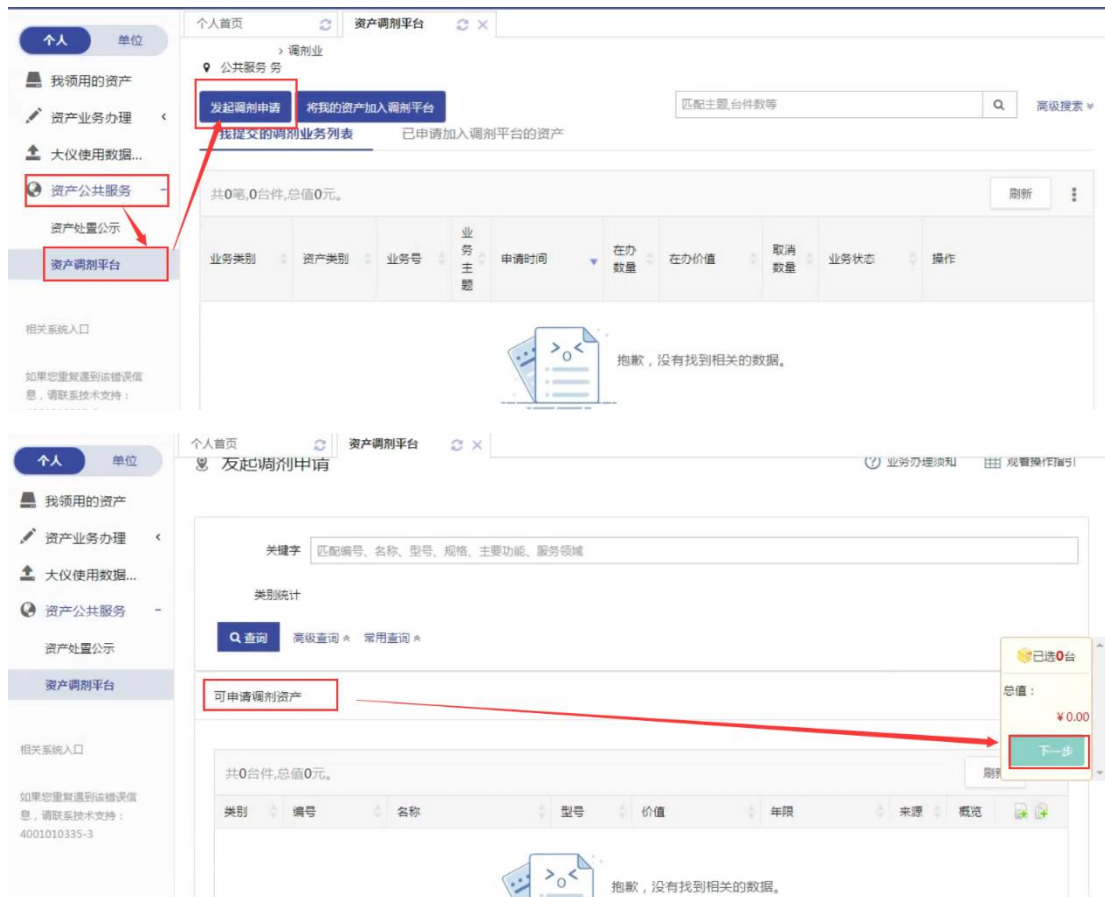 个人首页
资产调剂平台
个人
单位
> 调剂业
公共服务 务
我领用的资产
资产业务办理
大仪使用数据...
资产公共服务
资产处置公示
资产调剂平台
相关系统入口
如果您重复遇到该错误信
息，请联系技术支持：
发起调剂申请
将我的资产加入调剂平台
匹配主题,台件数等
高级搜索
我提交的调剂业务列表
已申请加入调剂平台的资产
共0笔,0台件,总值0元。
刷新
业务类别
资产类别
业务号
业务主题
申请时间
在办数量
在办价值
取消数量
业务状态
操作
抱歉，没有找到相关的数据。
个人首页
资产调剂平台
个人
单位
发起调剂申请
业务办理须知
观看操作指引
我领用的资产
资产业务办理
大仪使用数据...
资产公共服务
资产处置公示
资产调剂平台
相关系统入口
如果您重复遇到该错误信
息，请联系技术支持：
4001010335-3
关键字
匹配编号、名称、型号、规格、主要功能、服务领域
类别统计
查询
高级查询
常用查询
可申请调剂资产
已选0台
总值：
￥0.00
下一步
共0台件,总值0元。
类别
编号
名称
型号
价值
年限
来源
概览
抱歉，没有找到相关的数据。